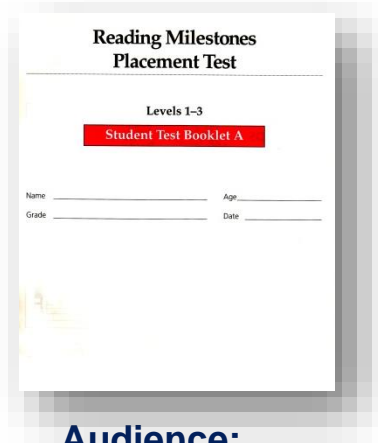 Reading Milestones
Placement Test
Levels 1–3
Student Test Booklet A
Name Age
Grade Date
Audience: